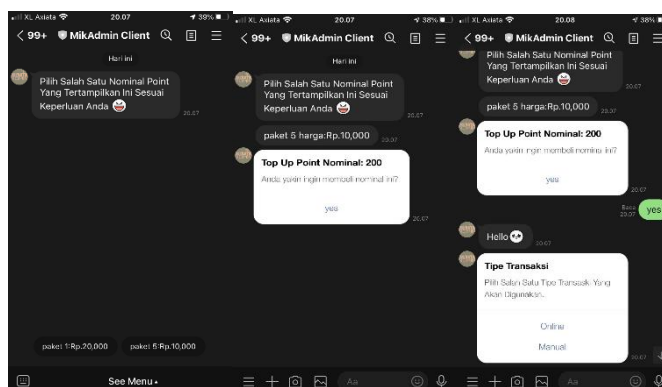 XL Axiata
20.07
39%
99+
MikAdmin Client
Hari ini
Pilih Salah Satu Nominal Point
Yang Tertampilkan Ini Sesuai
Keperluan Anda
20.07
paket 1:Rp.20,000
paket 5:Rp.10,000
See Menu
XL Axiata
20.07
38%
99+
MikAdmin Client
Hari ini
Pilih Salah Satu Nominal Point
Yang Tertampilkan Ini Sesuai
Keperluan Anda
20.07
paket 5 harga:Rp.10,000
20.07
Top Up Point Nominal: 200
Anda yakin ingin membeli nominal ini?
yes
20.07
Aa
XL Axiata
20.08
38%
99+
MikAdmin Client
Pilih Salah Satu Nominal Point
Yang Tertampilkan Ini Sesuai
Keperluan Anda
20.07
paket 5 harga:Rp.10,000
20.07
Top Up Point Nominal: 200
Anda yakin ingin membeli nominal ini?
yes
20.07
Baca
20.07
yes
Hello
20.07
Tipe Transaksi
Pilih Salah Satu Tipe Transaksi Yang
Akan Digunakan.
Online
Manual
20.07
Aa